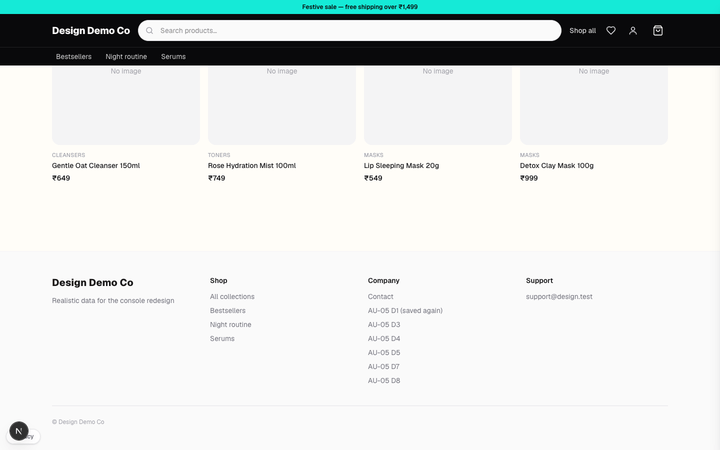 Festive sale — free shipping over ₹1,499
Design Demo Co
Search products...
Shop all
Bestsellers
Night routine
Serums
No image
No image
No image
No image
CLEANSERS
Gentle Oat Cleanser 150ml
₹649
TONERS
Rose Hydration Mist 100ml
₹749
MASKS
Lip Sleeping Mask 20g
₹549
MASKS
Detox Clay Mask 100g
₹999
Design Demo Co
Realistic data for the console redesign
Shop
All collections
Bestsellers
Night routine
Serums
Company
Contact
AU-05 D1 (saved again)
AU-05 D3
AU-05 D4
AU-05 D5
AU-05 D7
AU-05 D8
Support
support@design.test
© Design Demo Co
N